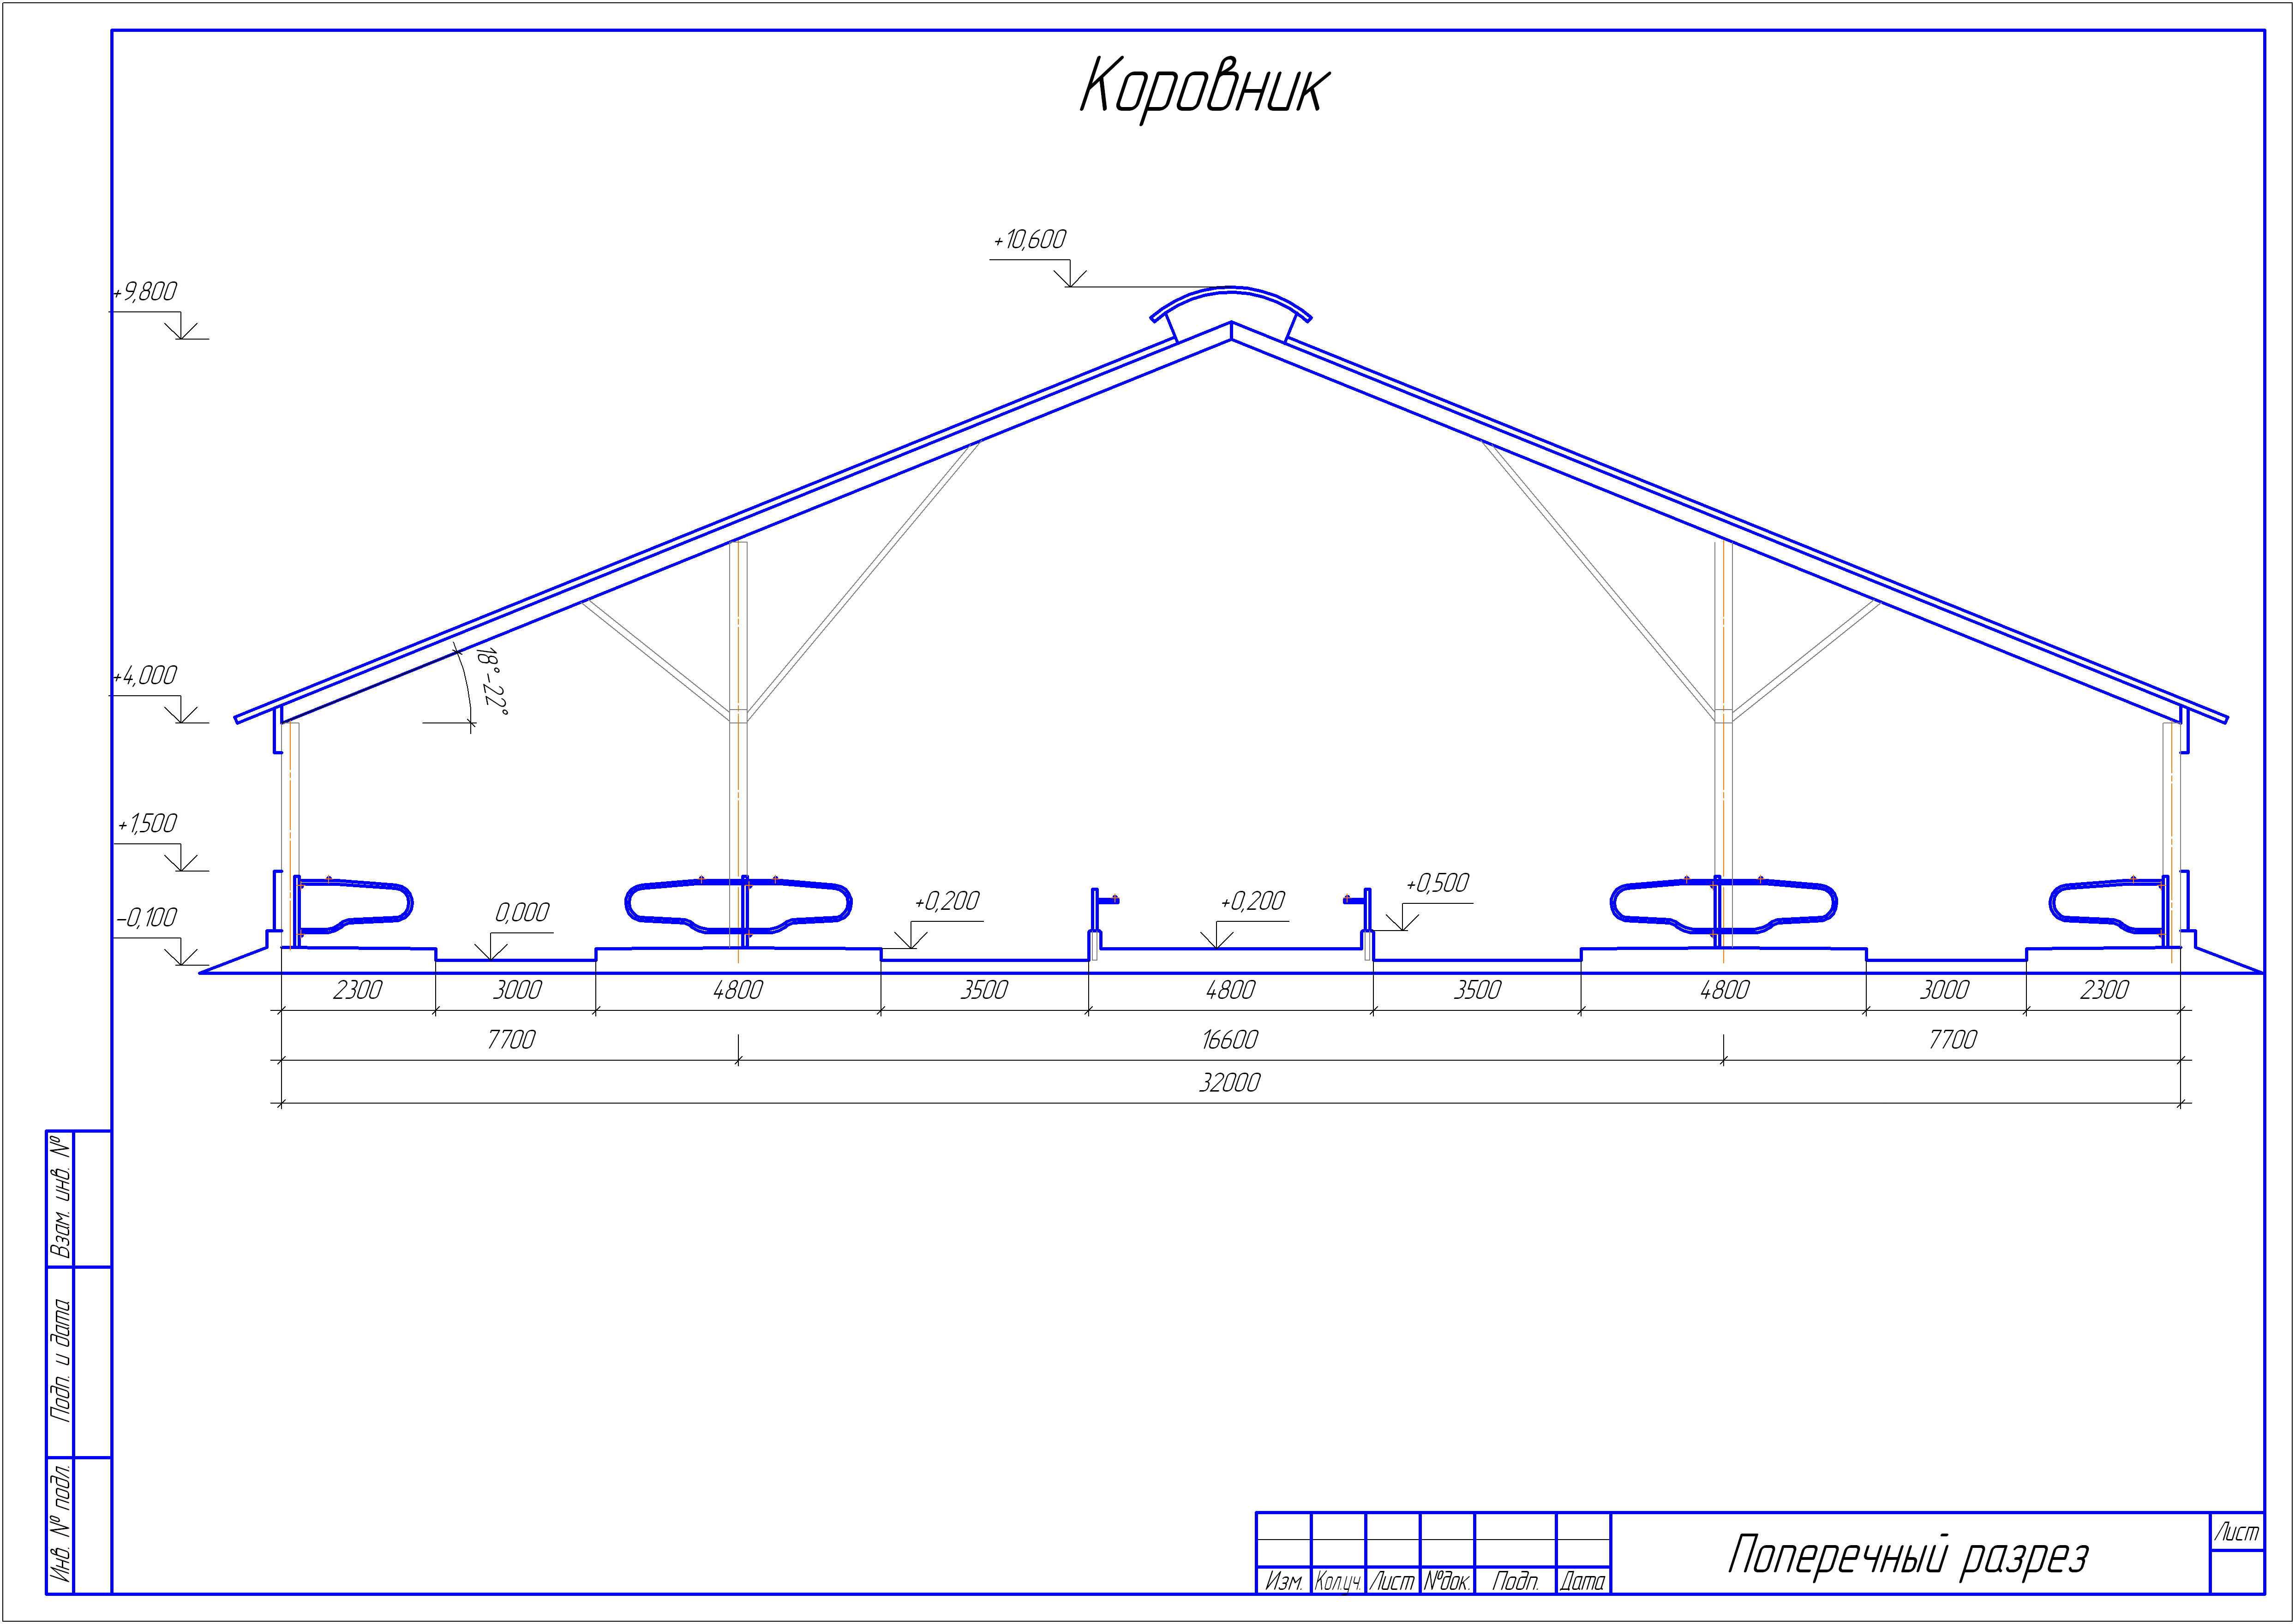 Коровник
+10,600
+9,800
+4,000
18°-22°
+1,500
-0,100
0,000
+0,200
+0,200
+0,500
2300 3000 4800 3500 4800 3500 4800 3000 2300
7700 16600 7700
32000
Взам. инв. №
Подп. и дата
Инв. № подл.
Изм. Кол.уч. Лист №док. Подп. Дата
Поперечный разрез
Лист